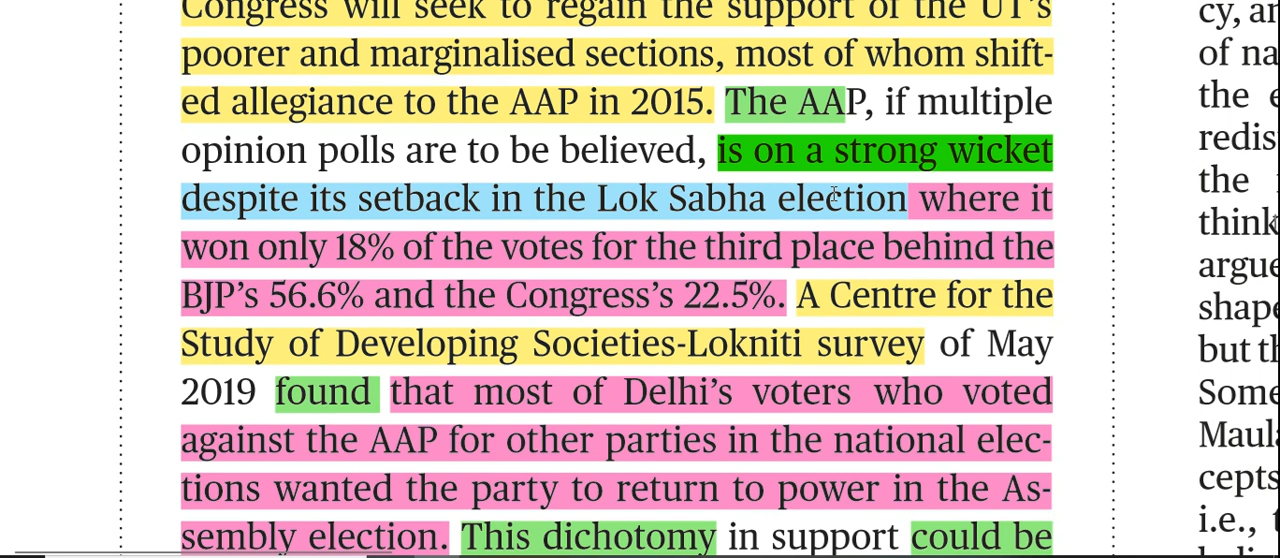 Congress will seek to regain the support of the UT's
poorer and marginalised sections, most of whom shift-
ed allegiance to the AAP in 2015. The AAP, if multiple
opinion polls are to be believed, is on a strong wicket
despite its setback in the Lok Sabha election where it
won only 18% of the votes for the third place behind the
BJP's 56.6% and the Congress's 22.5%. A Centre for the
Study of Developing Societies-Lokniti survey of May
2019 found that most of Delhi's voters who voted
against the AAP for other parties in the national elec-
tions wanted the party to return to power in the As-
sembly election. This dichotomy in support could be
of na
the
redis
the
think
argue
shape
Some
i.e.,